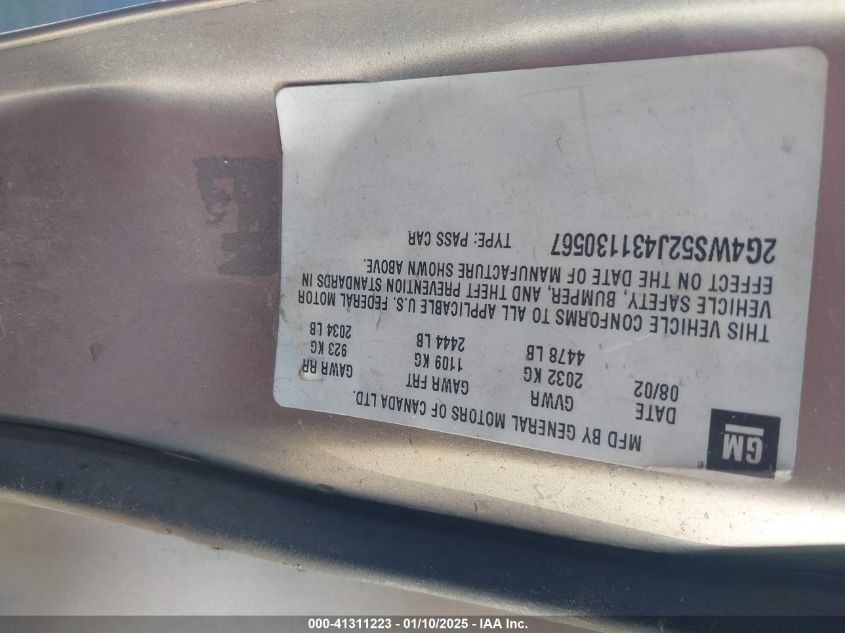 GM
MFD BY GENERAL MOTORS OF CANADA LTD.
DATE GVWR GAWR FRT GAWR RR
08/02 2032 KG 1109 KG 923 KG
4478 LB 2444 LB 2034 LB
THIS VEHICLE CONFORMS TO ALL APPLICABLE U.S. FEDERAL MOTOR
VEHICLE SAFETY, BUMPER, AND THEFT PREVENTION STANDARDS IN
EFFECT ON THE DATE OF MANUFACTURE SHOWN ABOVE.
2G4WS52J431130567 TYPE: PASS CAR
000-41311223 — 01/10/2025 - IAA Inc.